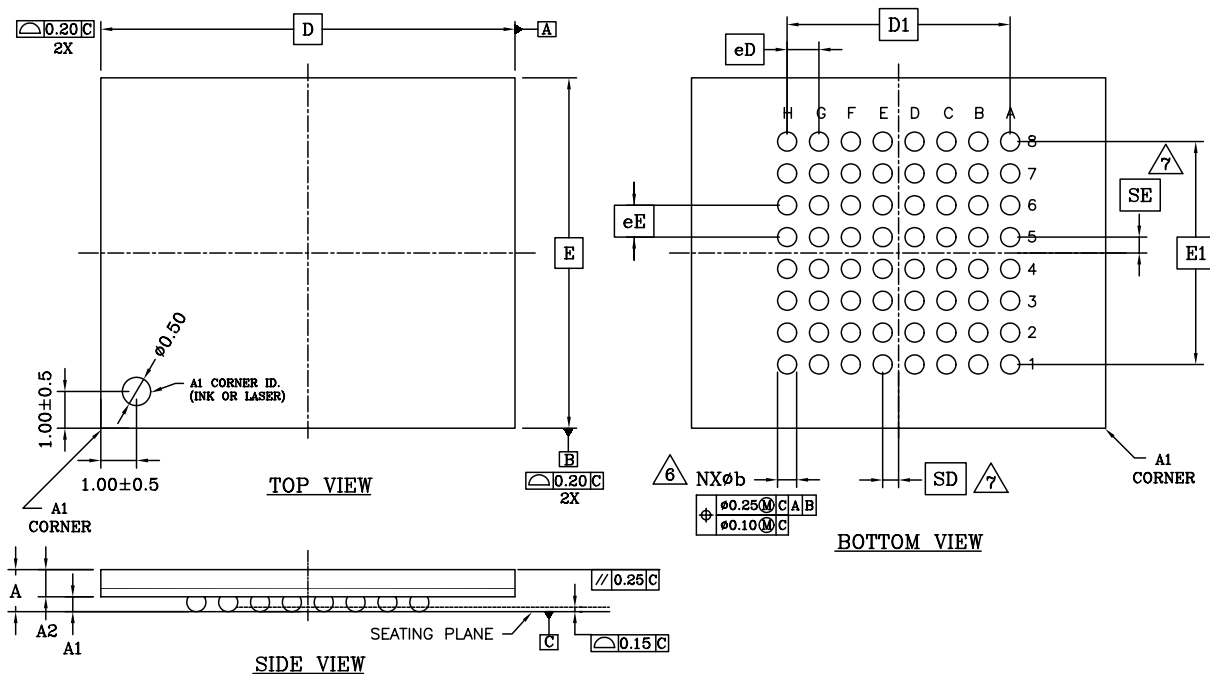 ⌓ 0.20 C
2X
D
A
E
ø0.50
A1 CORNER ID.
(INK OR LASER)
1.00±0.5
1.00±0.5
A1
CORNER
TOP VIEW
B
⌓ 0.20 C
2X
D1
eD
H G F E D C B A
8
7
6
5
4
3
2
1
7
SE
eE
E1
6
NXøb
⌖ ø0.25 Ⓜ C A B
ø0.10 Ⓜ C
SD
7
A1
CORNER
BOTTOM VIEW
A
A2
A1
// 0.25 C
SEATING PLANE
C
⌓ 0.15 C
SIDE VIEW